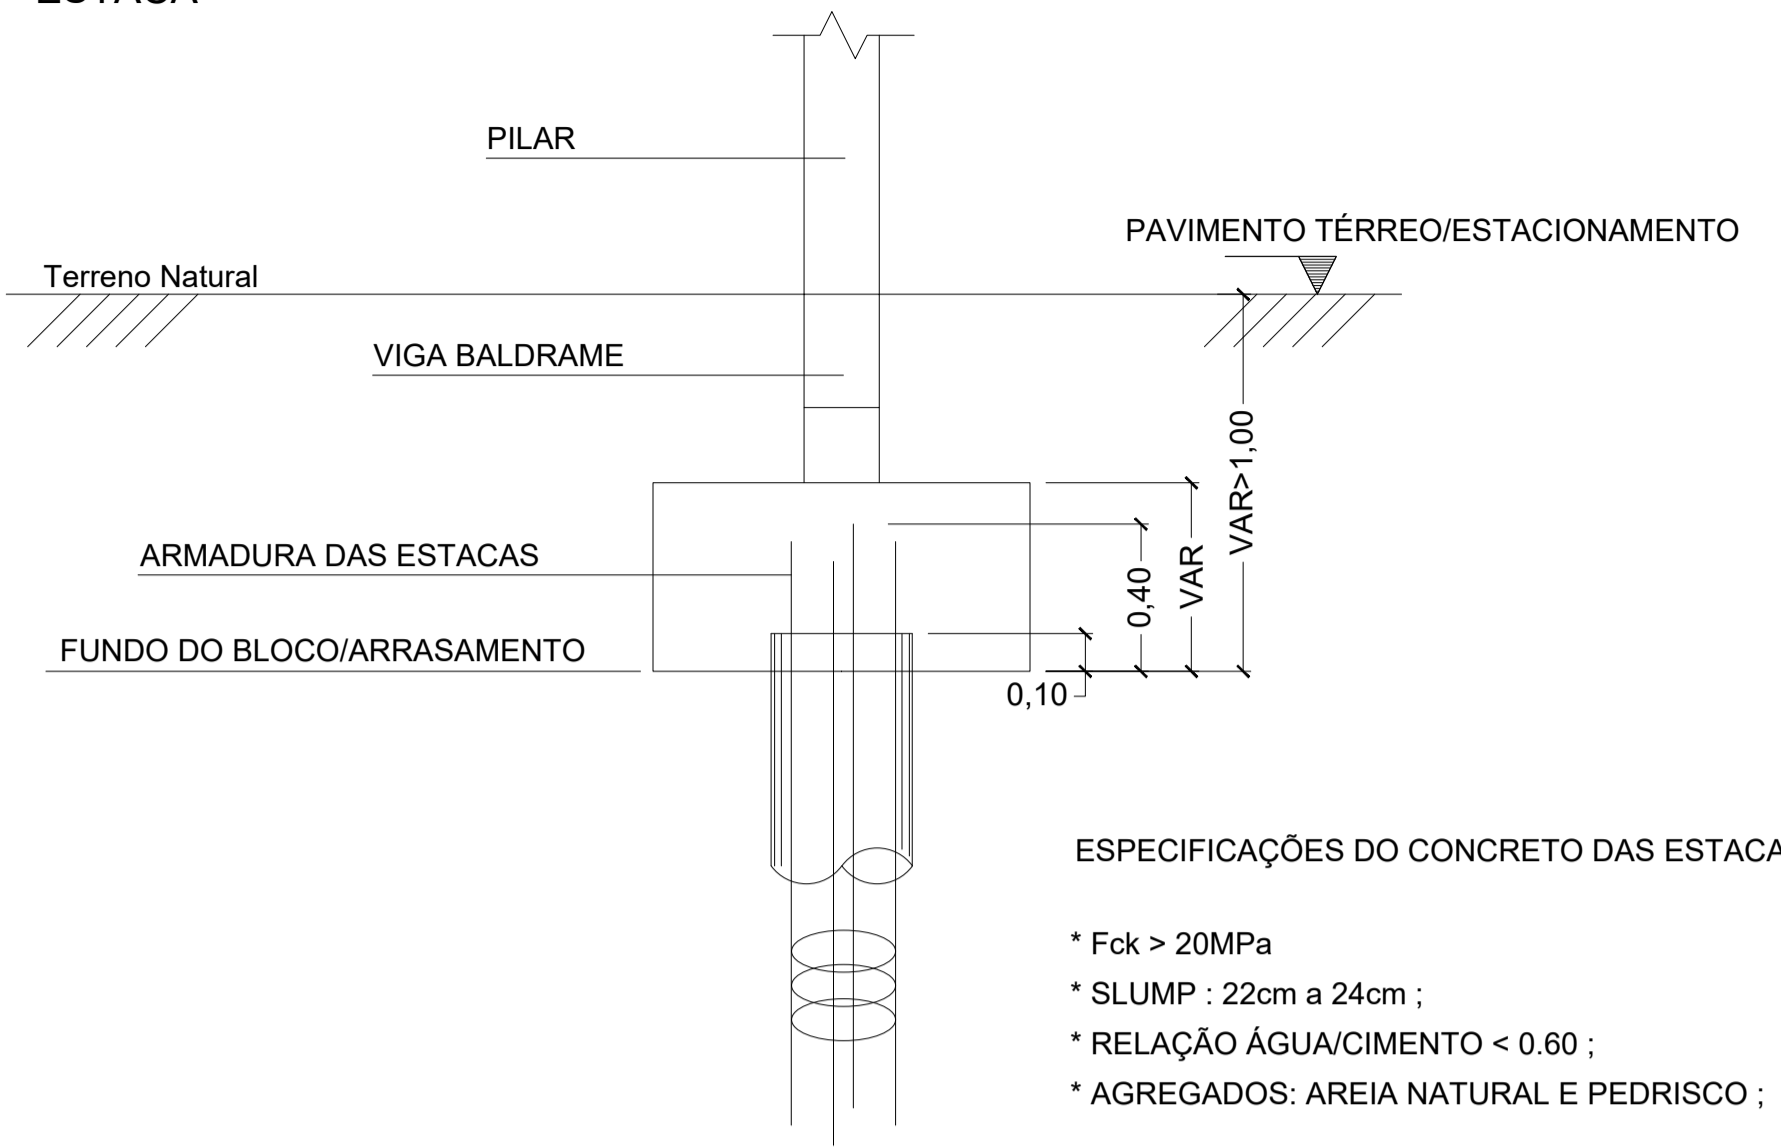 PILAR
PAVIMENTO TÉRREO/ESTACIONAMENTO
Terreno Natural
VIGA BALDRAME
VAR>1,00
ARMADURA DAS ESTACAS
VAR
0,40
FUNDO DO BLOCO/ARRASAMENTO
0,10
ESPECIFICAÇÕES DO CONCRETO DAS ESTACA
* Fck > 20MPa
* SLUMP : 22cm a 24cm ;
* RELAÇÃO ÁGUA/CIMENTO < 0.60 ;
* AGREGADOS: AREIA NATURAL E PEDRISCO ;